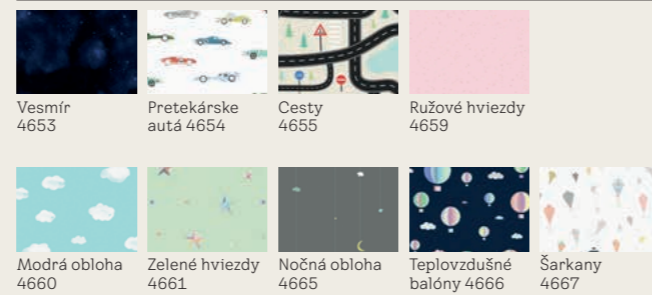 Vesmír
4653
Pretekárske
autá 4654
Cesty
4655
Ružové hviezdy
4659
Modrá obloha
4660
Zelené hviezdy
4661
Nočná obloha
4665
Teplovzdušné
balóny 4666
Šarkany
4667